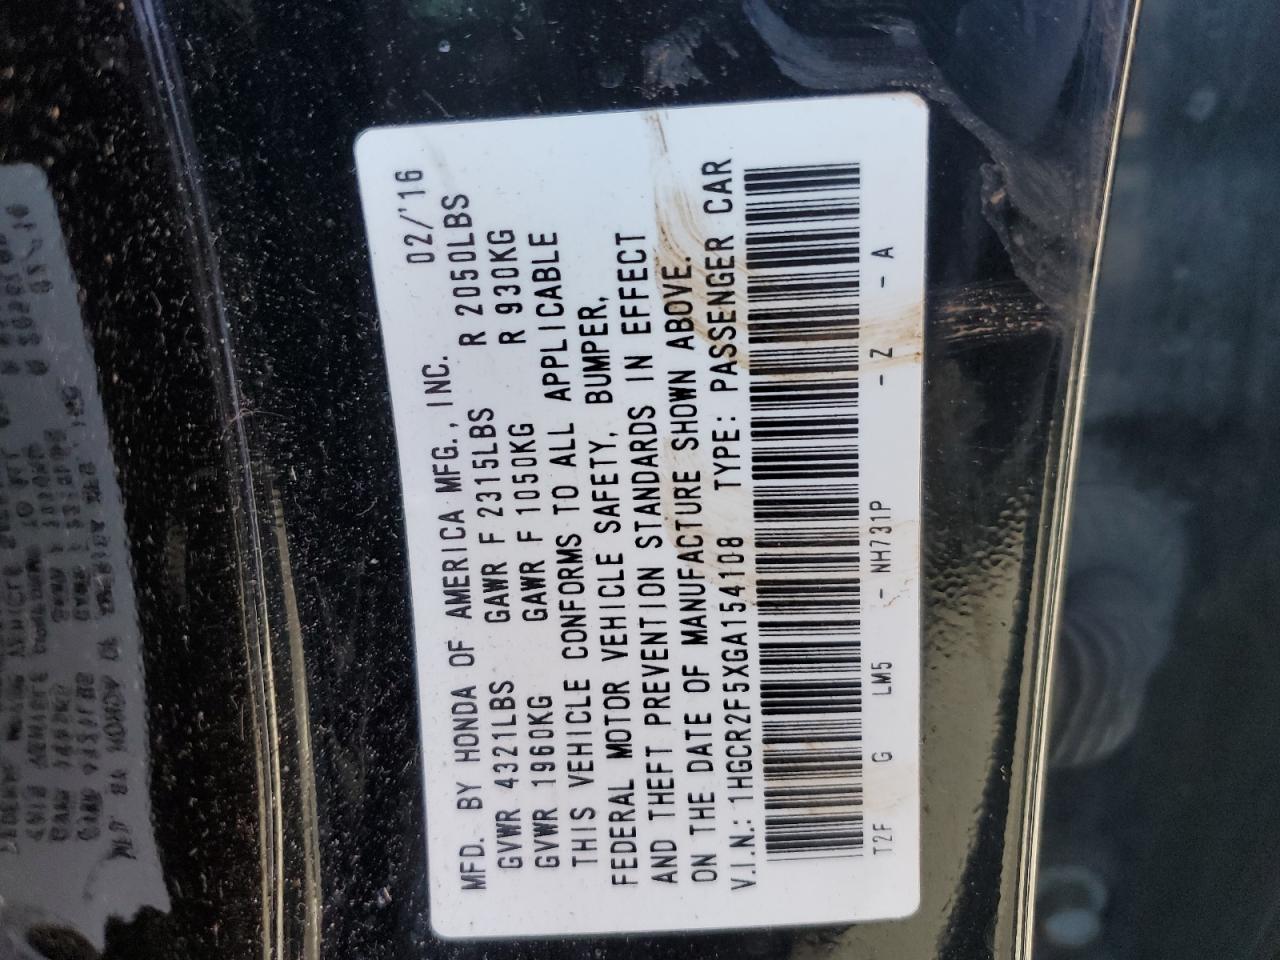 MFD. BY HONDA OF AMERICA MFG., INC. 02/'16
GVWR 4321LBS GAWR F 2315LBS R 2050LBS
GVWR 1960KG GAWR F 1050KG R 930KG
THIS VEHICLE CONFORMS TO ALL APPLICABLE
FEDERAL MOTOR VEHICLE SAFETY, BUMPER,
AND THEFT PREVENTION STANDARDS IN EFFECT
ON THE DATE OF MANUFACTURE SHOWN ABOVE.
V.I.N.: 1HGCR2F5XGA154108 TYPE: PASSENGER CAR
T2F G LM5 - NH731P - Z - A